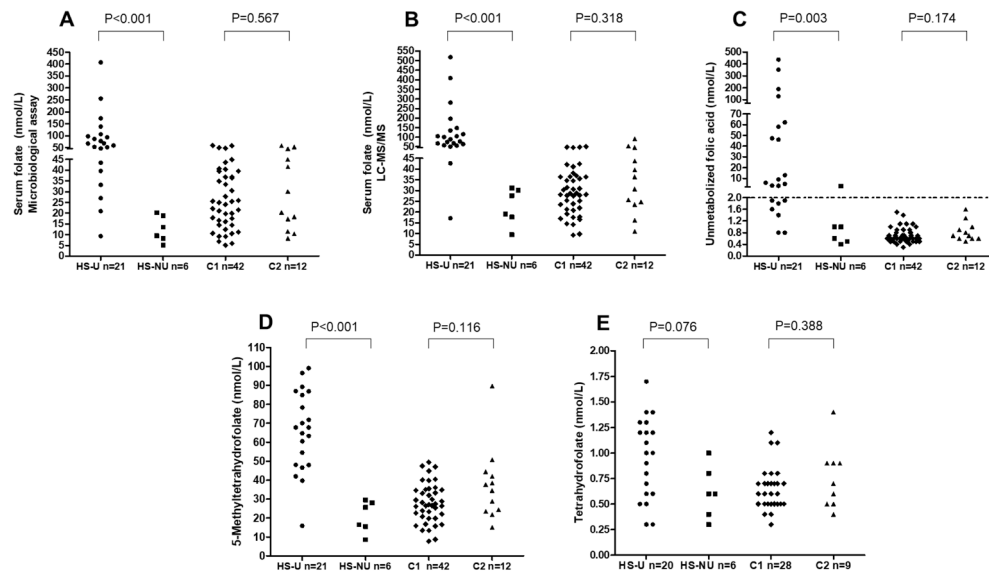 A
P<0.001
P=0.567
Serum folate (nmol/L)
Microbiological assay
450
400
350
300
250
200
150
100
50
45
40
35
30
25
20
15
10
5
0
HS-U n=21
HS-NU n=6
C1 n=42
C2 n=12
B
P<0.001
P=0.318
Serum folate (nmol/L)
LC-MS/MS
550
500
450
400
350
300
250
200
150
100
50
45
40
35
30
25
20
15
10
5
0
HS-U n=21
HS-NU n=6
C1 n=42
C2 n=12
C
P=0.003
P=0.174
Unmetabolized folic acid (nmol/L)
500
400
300
200
100
70
60
50
40
30
20
10
2.0
1.6
1.2
0.8
0.4
0.0
HS-U n=21
HS-NU n=6
C1 n=42
C2 n=12
D
P<0.001
P=0.116
5-Methyltetrahydrofolate (nmol/L)
110
100
90
80
70
60
50
40
30
20
10
0
HS-U n=21
HS-NU n=6
C1 n=42
C2 n=12
E
P=0.076
P=0.388
Tetrahydrofolate (nmol/L)
2.00
1.75
1.50
1.25
1.00
0.75
0.50
0.25
0.00
HS-U n=20
HS-NU n=6
C1 n=28
C2 n=9